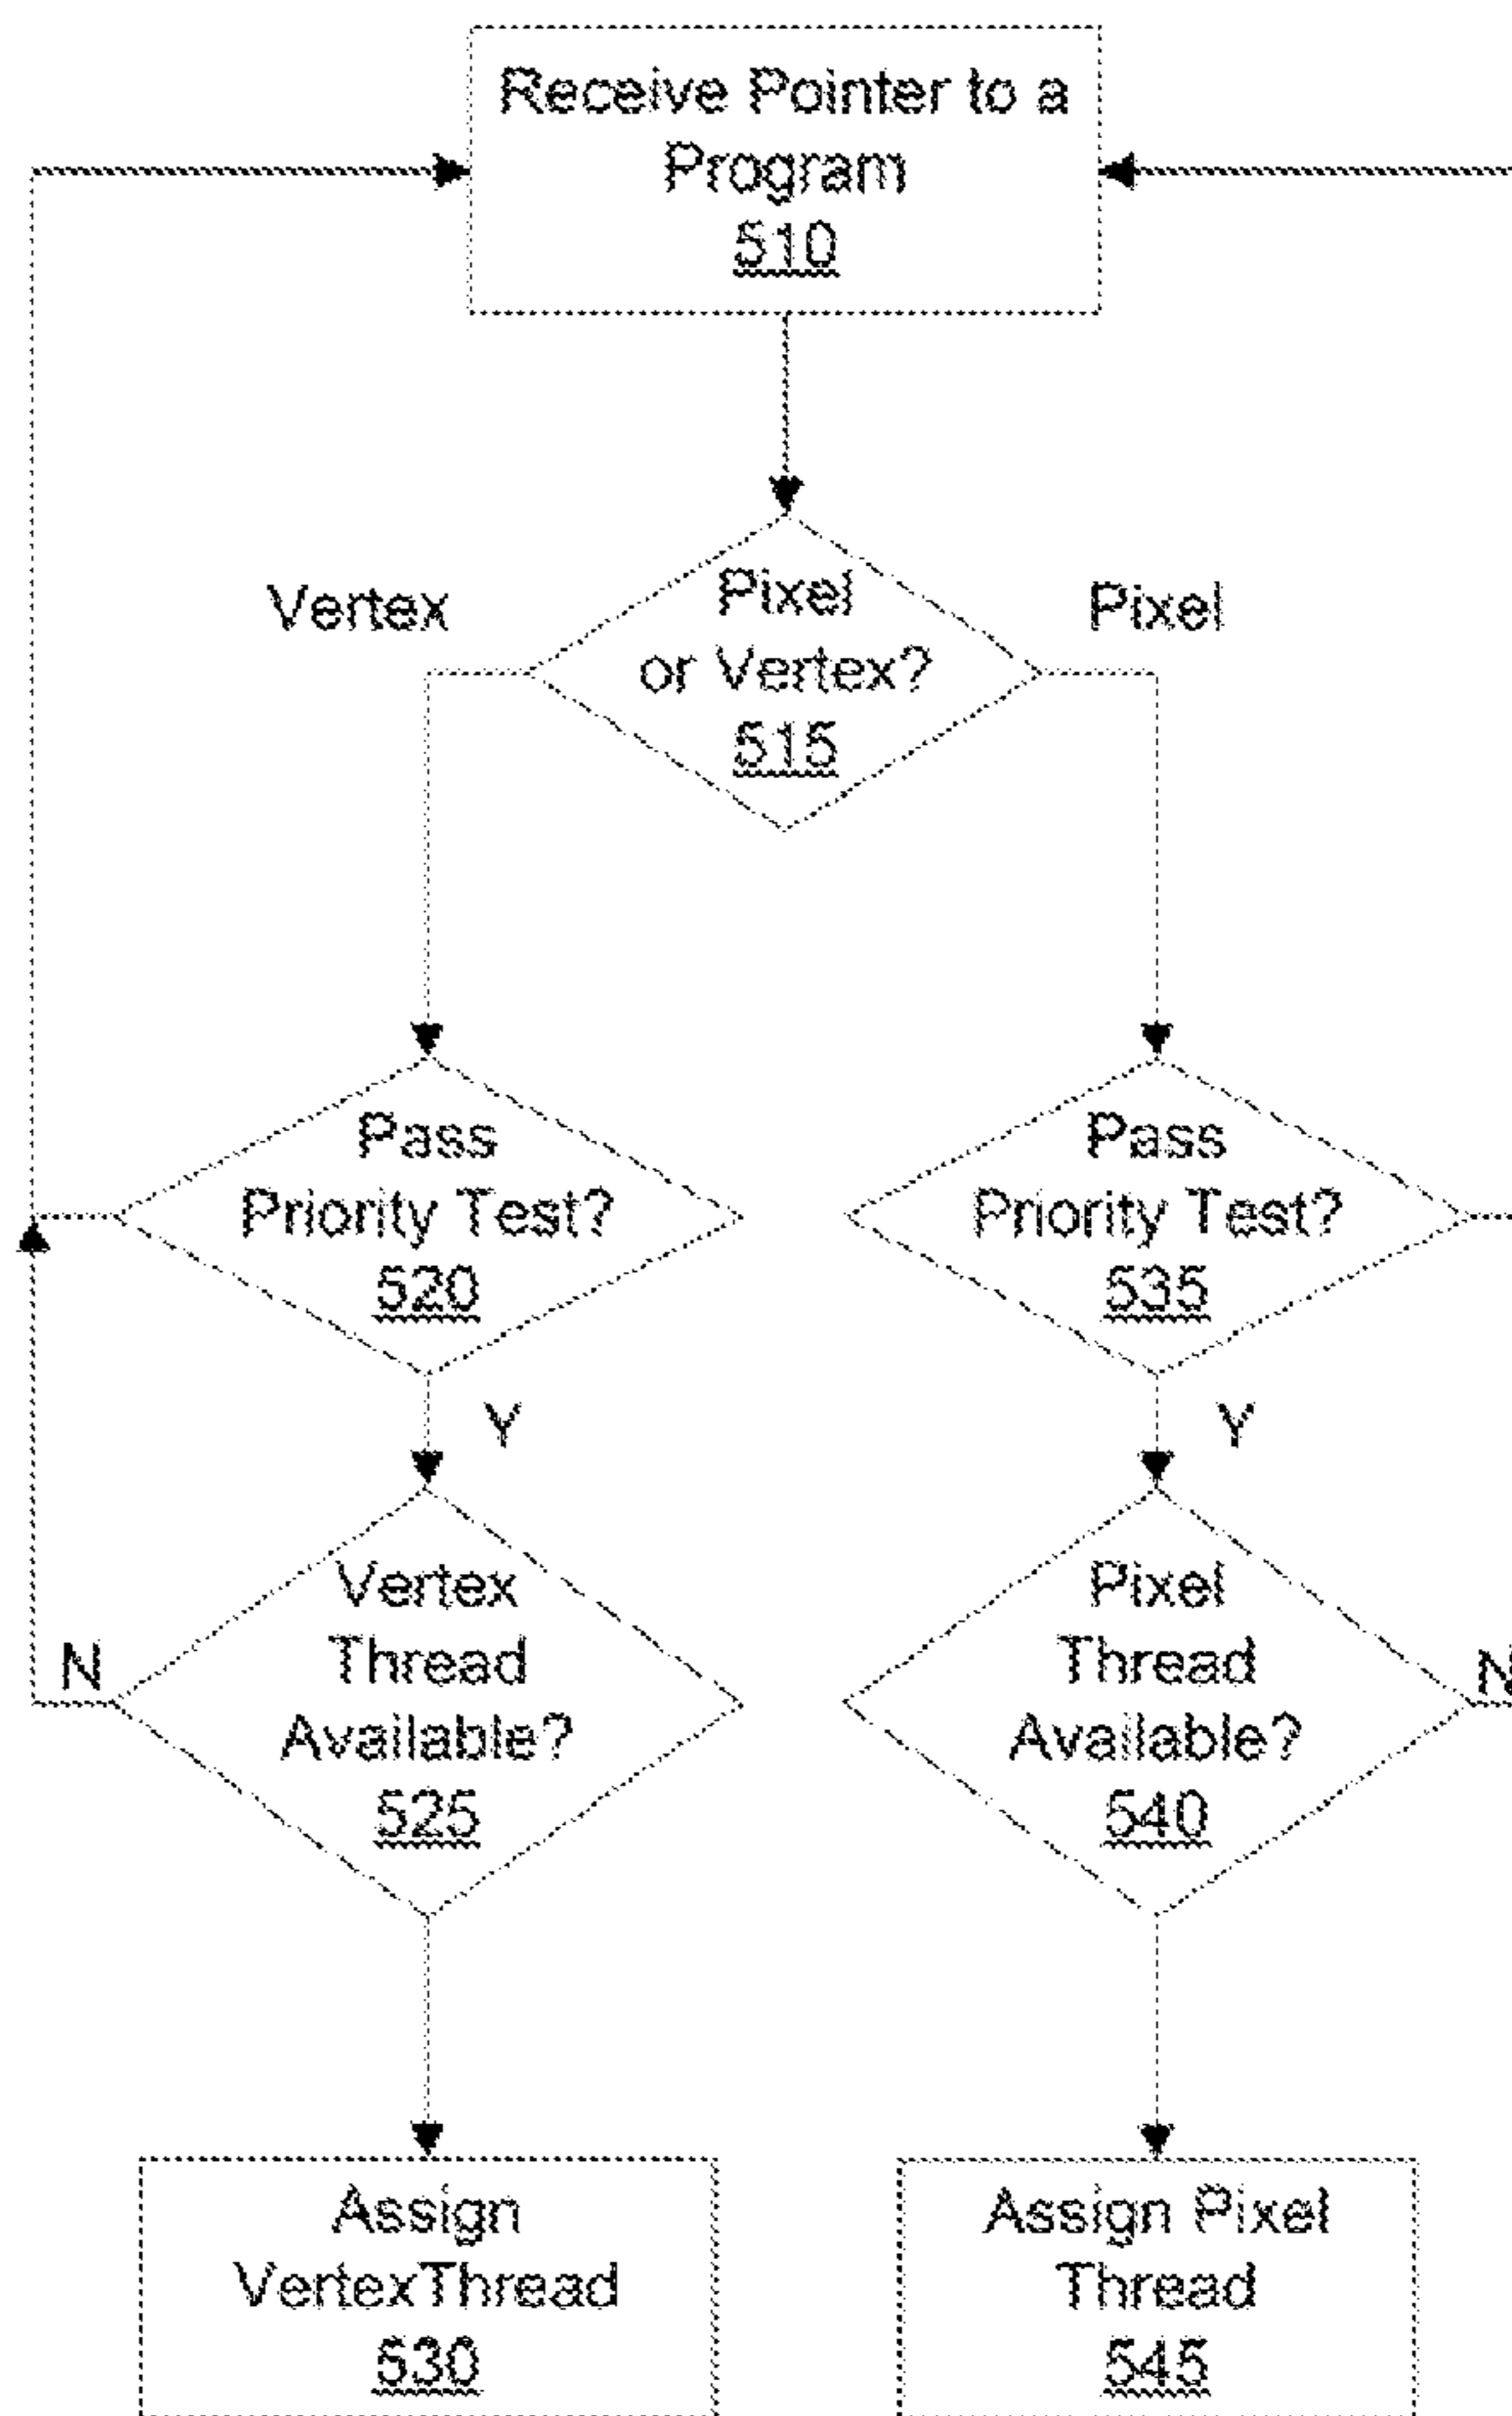 Receive Pointer to a
Program
510
Vertex
Pixel
or Vertex?
515
Pixel
Pass
Priority Test?
520
Pass
Priority Test?
535
Y
Y
Vertex
Thread
Available?
525
N
Pixel
Thread
Available?
540
N
Assign
VertexThread
530
Assign Pixel
Thread
545